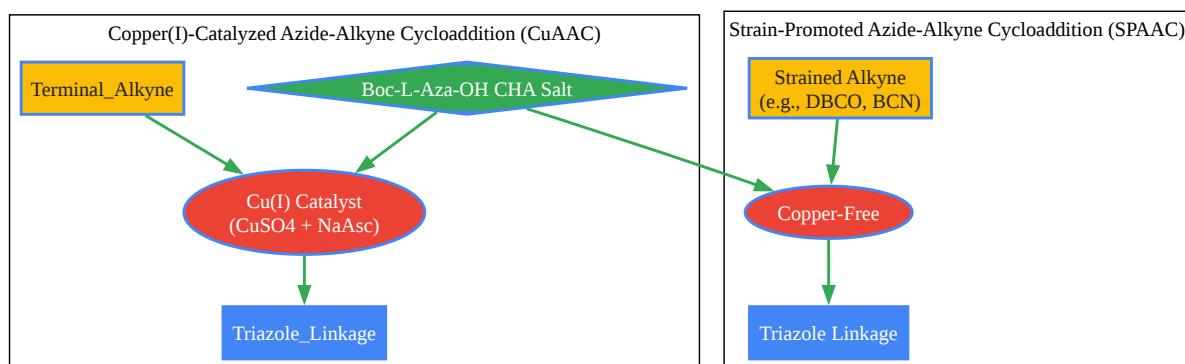 Copper(I)-Catalyzed Azide-Alkyne Cycloaddition (CuAAC)
Terminal_Alkyne
Boc-L-Aza-OH CHA Salt
Cu(I) Catalyst
(CuSO4 + NaAsc)
Triazole_Linkage
Strain-Promoted Azide-Alkyne Cycloaddition (SPAAC)
Strained Alkyne
(e.g., DBCO, BCN)
Copper-Free
Triazole Linkage